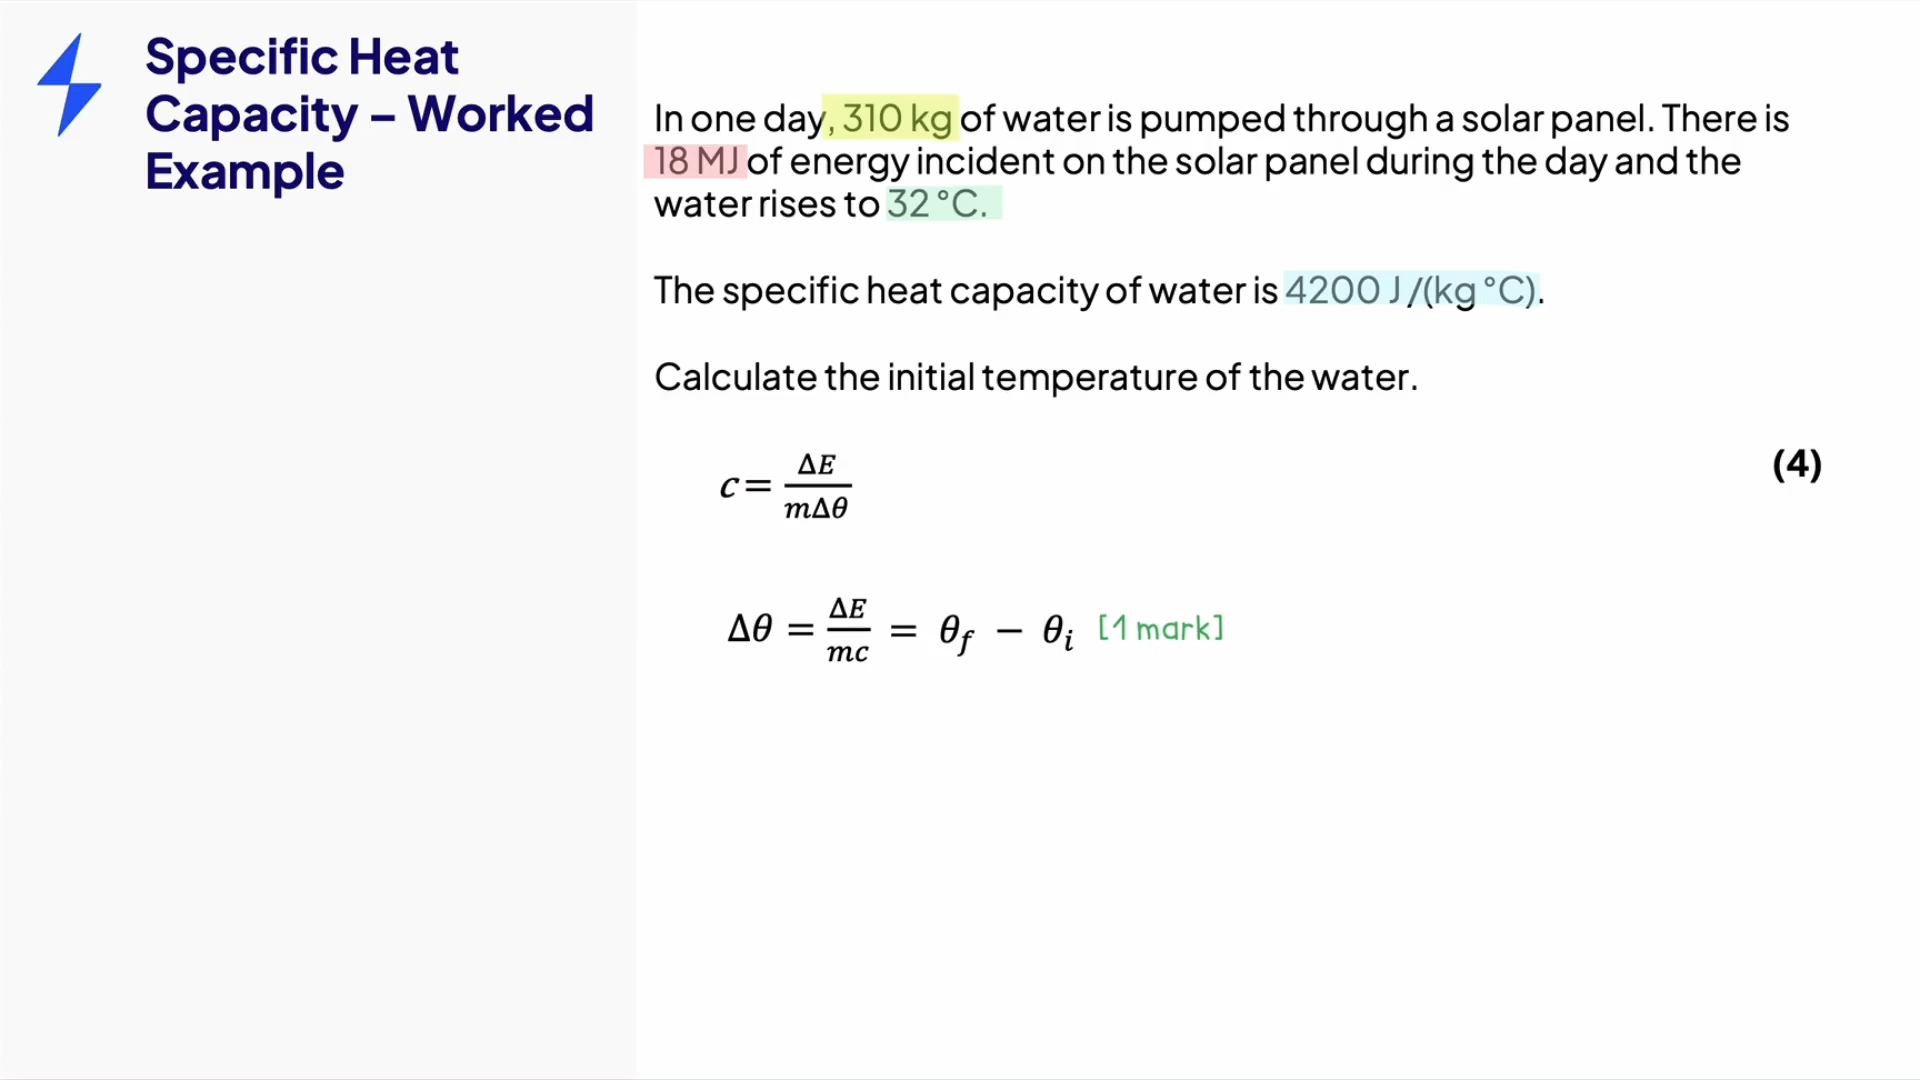 Specific Heat
Capacity – Worked
Example
In one day, 310 kg of water is pumped through a solar panel. There is
18 MJ of energy incident on the solar panel during the day and the
water rises to 32 °C.
The specific heat capacity of water is 4200 J /(kg °C).
Calculate the initial temperature of the water.
(4)
c = ΔE / mΔθ
Δθ = ΔE / mc = θ_f − θ_i [1 mark]